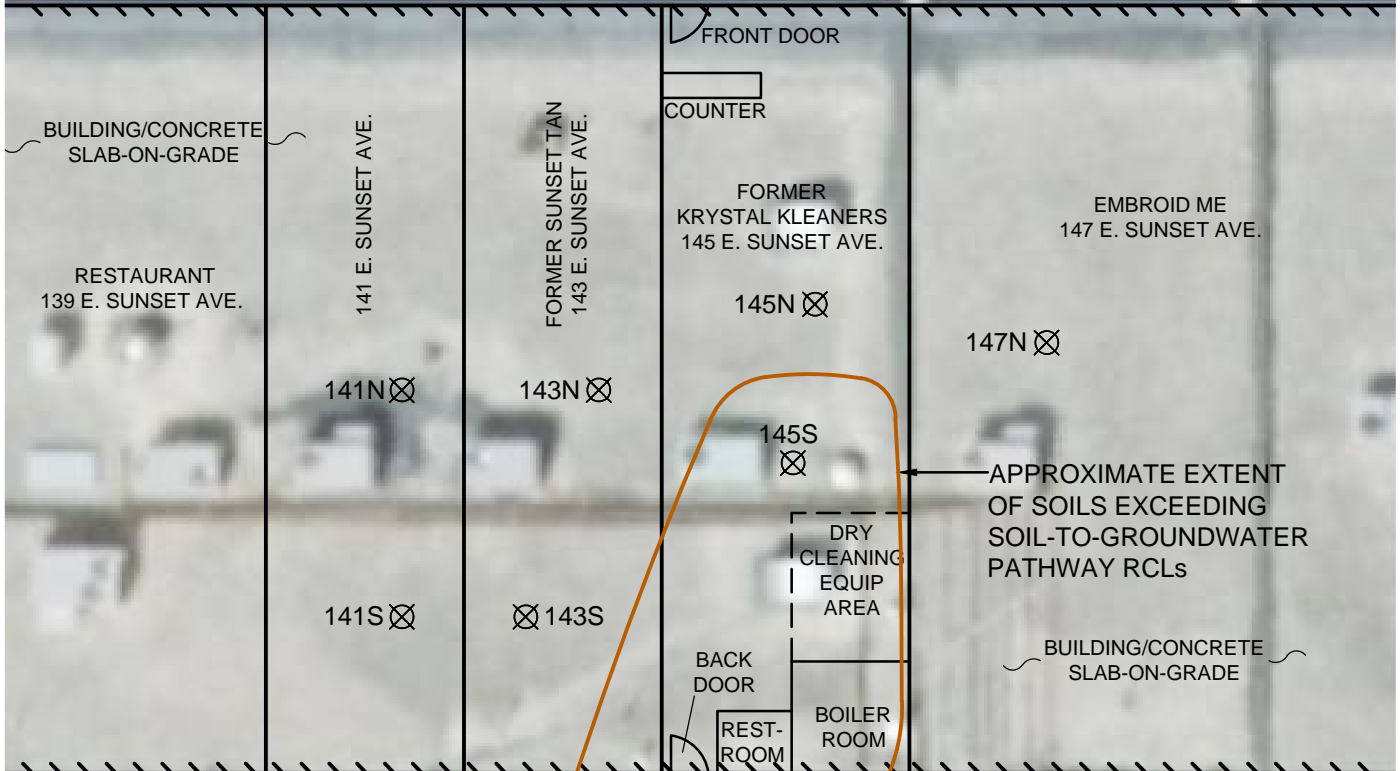 FRONT DOOR
COUNTER
BUILDING/CONCRETE
SLAB-ON-GRADE
141 E. SUNSET AVE.
FORMER SUNSET TAN
143 E. SUNSET AVE.
FORMER
KRYSTAL KLEANERS
145 E. SUNSET AVE.
EMBROID ME
147 E. SUNSET AVE.
RESTAURANT
139 E. SUNSET AVE.
145N
147N
141N
143N
145S
APPROXIMATE EXTENT
OF SOILS EXCEEDING
SOIL-TO-GROUNDWATER
PATHWAY RCLs
DRY
CLEANING
EQUIP
AREA
141S
143S
BACK
DOOR
BUILDING/CONCRETE
SLAB-ON-GRADE
REST-
ROOM
BOILER
ROOM